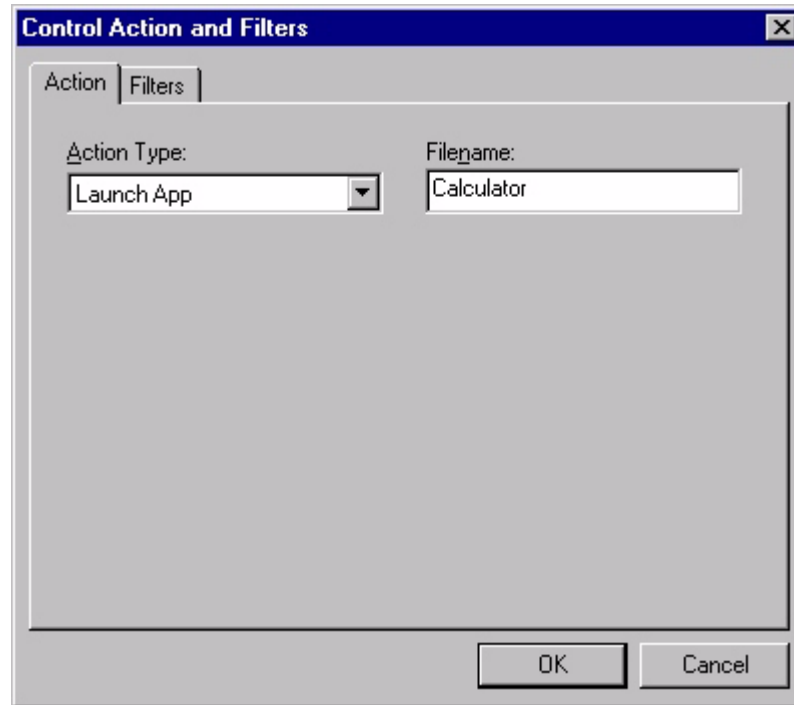 Control Action and Filters
Action Filters
Action Type: Filename:
Launch App Calculator
OK Cancel